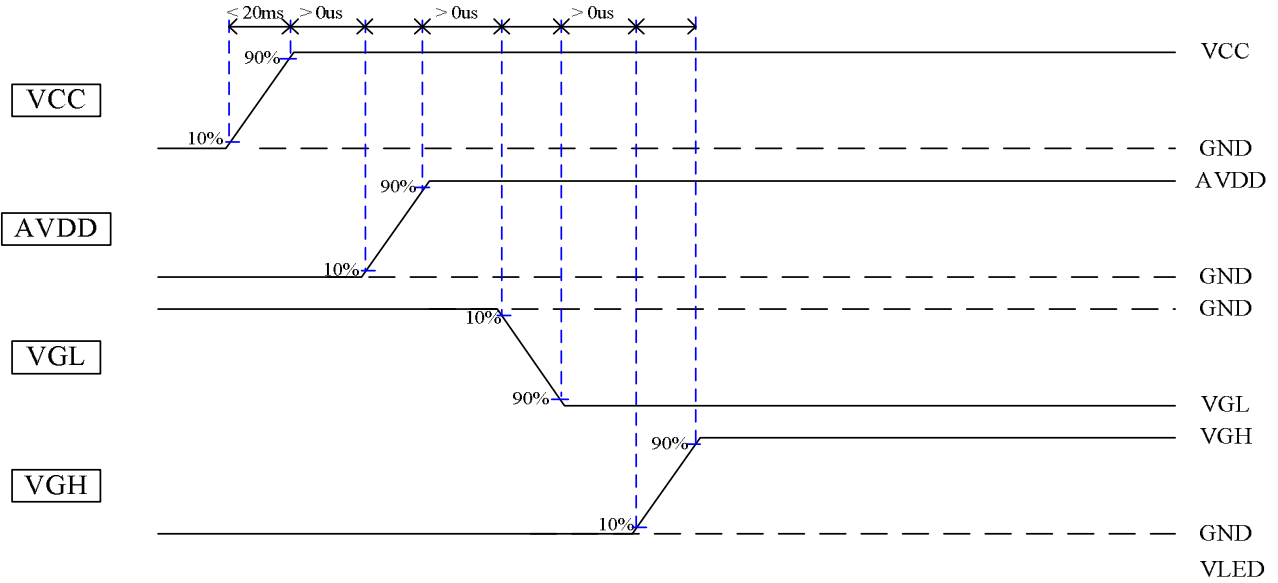 < 20ms > 0us > 0us > 0us
VCC
90%
VCC
10%
GND
AVDD
90%
AVDD
10%
GND
GND
10%
VGL
90%
VGL
VGH
90%
VGH
10%
GND
VLED